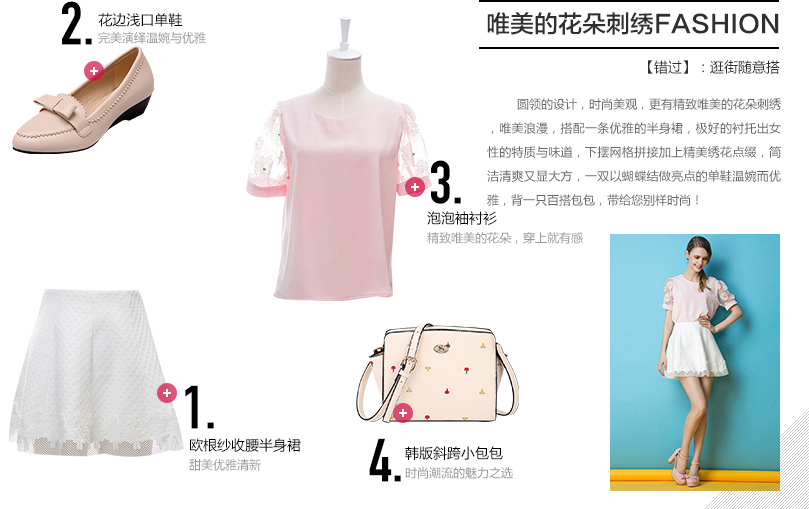 2.
花边浅口单鞋
完美演绎温婉与优雅
唯美的花朵刺绣FASHION
【错过】：逛街随意搭
圆领的设计，时尚美观，更有精致唯美的花朵刺绣
，唯美浪漫，搭配一条优雅的半身裙，极好的衬托出女
性的特质与味道，下摆网格拼接加上精美绣花点缀，简
洁清爽又显大方，一双以蝴蝶结做亮点的单鞋温婉而优
雅，背一只百搭包包，带给您别样时尚！
3.
泡泡袖衬衫
精致唯美的花朵，穿上就有感
1.
欧根纱收腰半身裙
甜美优雅清新
4.
韩版斜跨小包包
时尚潮流的魅力之选